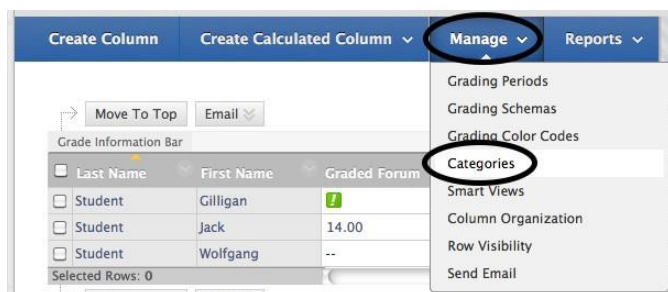 Create Column Create Calculated Column Manage Reports
Grading Periods
Grading Schemas
Grading Color Codes
Categories
Smart Views
Column Organization
Row Visibility
Send Email
Move To Top Email
Grade Information Bar
Last Name First Name Graded Forum
Student Gilligan !
Student Jack 14.00
Student Wolfgang --
Selected Rows: 0